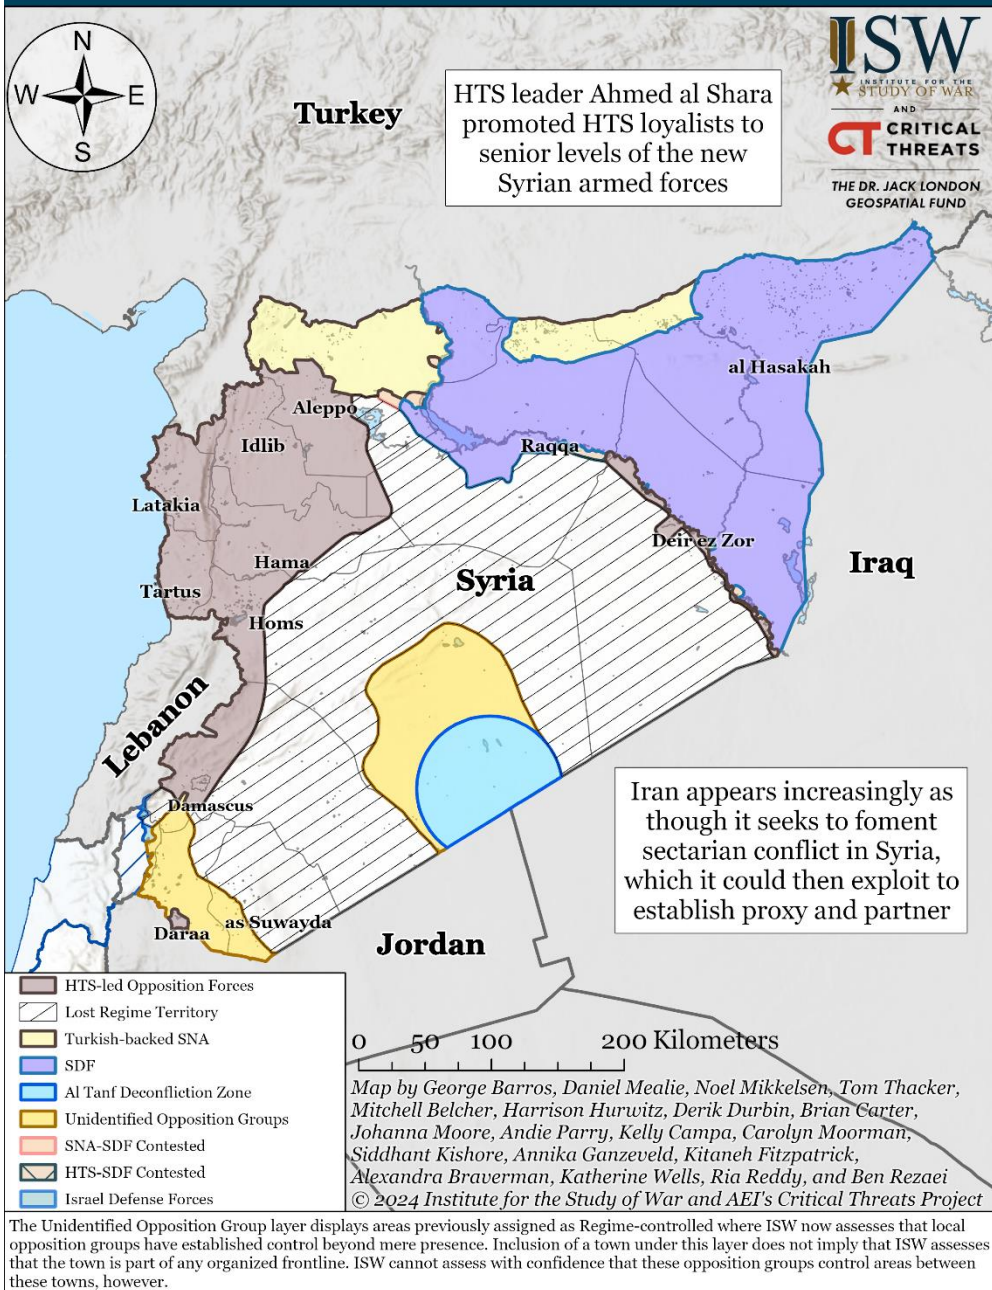 N
W
E
S
Turkey
HTS leader Ahmed al Shara
promoted HTS loyalists to
senior levels of the new
Syrian armed forces
ISW
INSTITUTE FOR THE
STUDY OF WAR
AND
CT CRITICAL
THREATS
THE DR. JACK LONDON
GEOSPATIAL FUND
al Hasakah
Aleppo
Idlib
Raqqa
Latakia
Deir ez Zor
Hama
Syria
Iraq
Tartus
Homs
Lebanon
Damascus
Iran appears increasingly as
though it seeks to foment
sectarian conflict in Syria,
which it could then exploit to
establish proxy and partner
as Suwayda
Daraa
Jordan
HTS-led Opposition Forces
Lost Regime Territory
Turkish-backed SNA
SDF
Al Tanf Deconfliction Zone
Unidentified Opposition Groups
SNA-SDF Contested
HTS-SDF Contested
Israel Defense Forces
0 50 100 200 Kilometers
Map by George Barros, Daniel Mealie, Noel Mikkelsen, Tom Thacker,
Mitchell Belcher, Harrison Hurwitz, Derik Durbin, Brian Carter,
Johanna Moore, Andie Parry, Kelly Campa, Carolyn Moorman,
Siddhant Kishore, Annika Ganzeveld, Kitaneh Fitzpatrick,
Alexandra Braverman, Katherine Wells, Ria Reddy, and Ben Rezaei
© 2024 Institute for the Study of War and AEI's Critical Threats Project
The Unidentified Opposition Group layer displays areas previously assigned as Regime-controlled where ISW now assesses that local
opposition groups have established control beyond mere presence. Inclusion of a town under this layer does not imply that ISW assesses
that the town is part of any organized frontline. ISW cannot assess with confidence that these opposition groups control areas between
these towns, however.